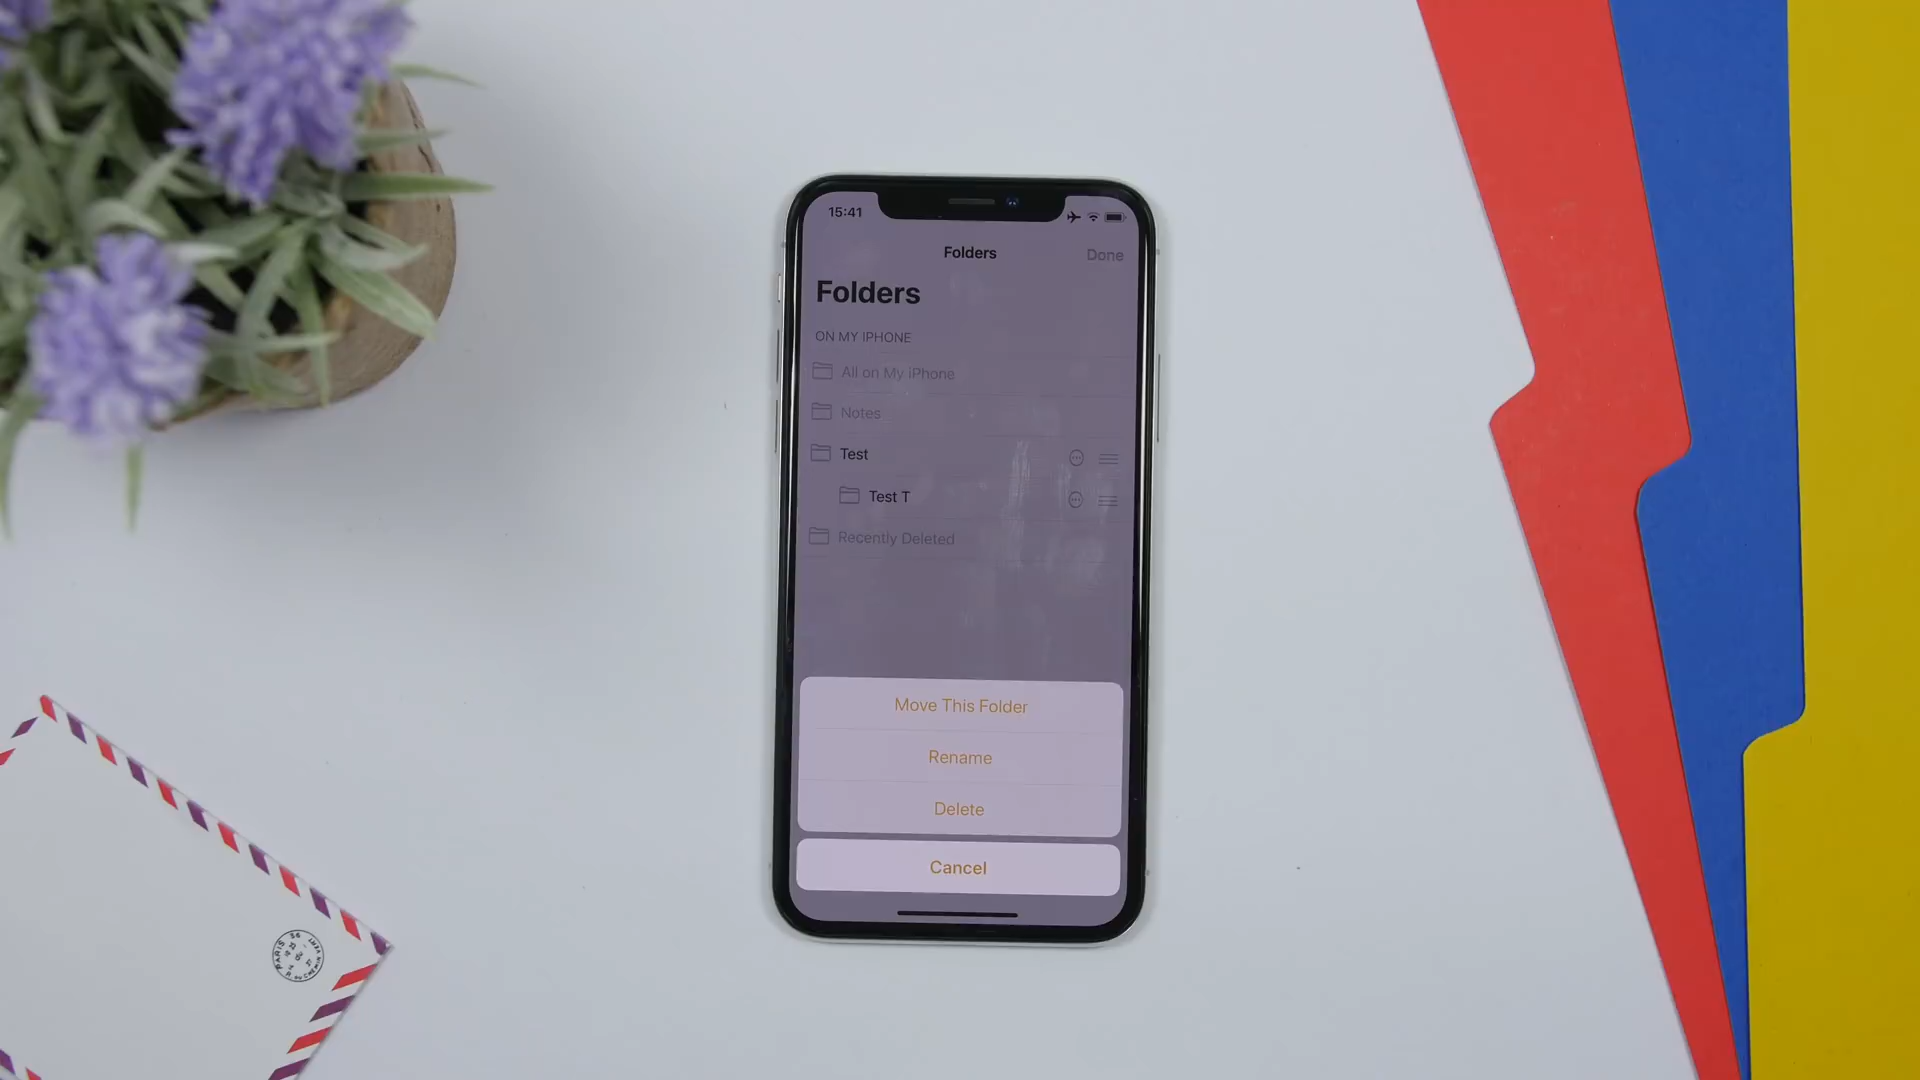 15:41
Folders
Done
Folders
ON MY IPHONE
All on My iPhone
Notes
Test
Test T
Recently Deleted
Move This Folder
Rename
Delete
Cancel
PARIS